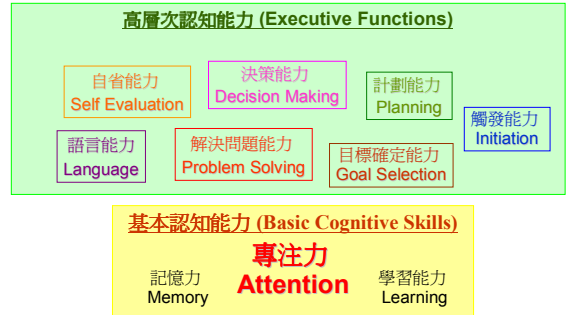 高層次認知能力 (Executive Functions)
自省能力
Self Evaluation
決策能力
Decision Making
計劃能力
Planning
觸發能力
Initiation
語言能力
Language
解決問題能力
Problem Solving
目標確定能力
Goal Selection
基本認知能力 (Basic Cognitive Skills)
專注力
Attention
記憶力
Memory
學習能力
Learning